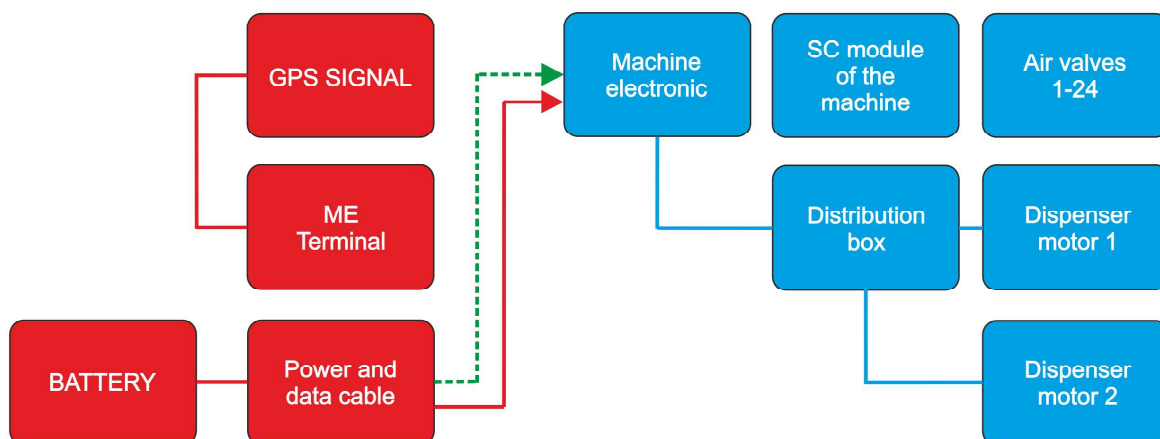 GPS SIGNAL
Machine
electronic
SC module
of the
machine
Air valves
1-24
ME
Terminal
Distribution
box
Dispenser
motor 1
BATTERY
Power and
data cable
Dispenser
motor 2